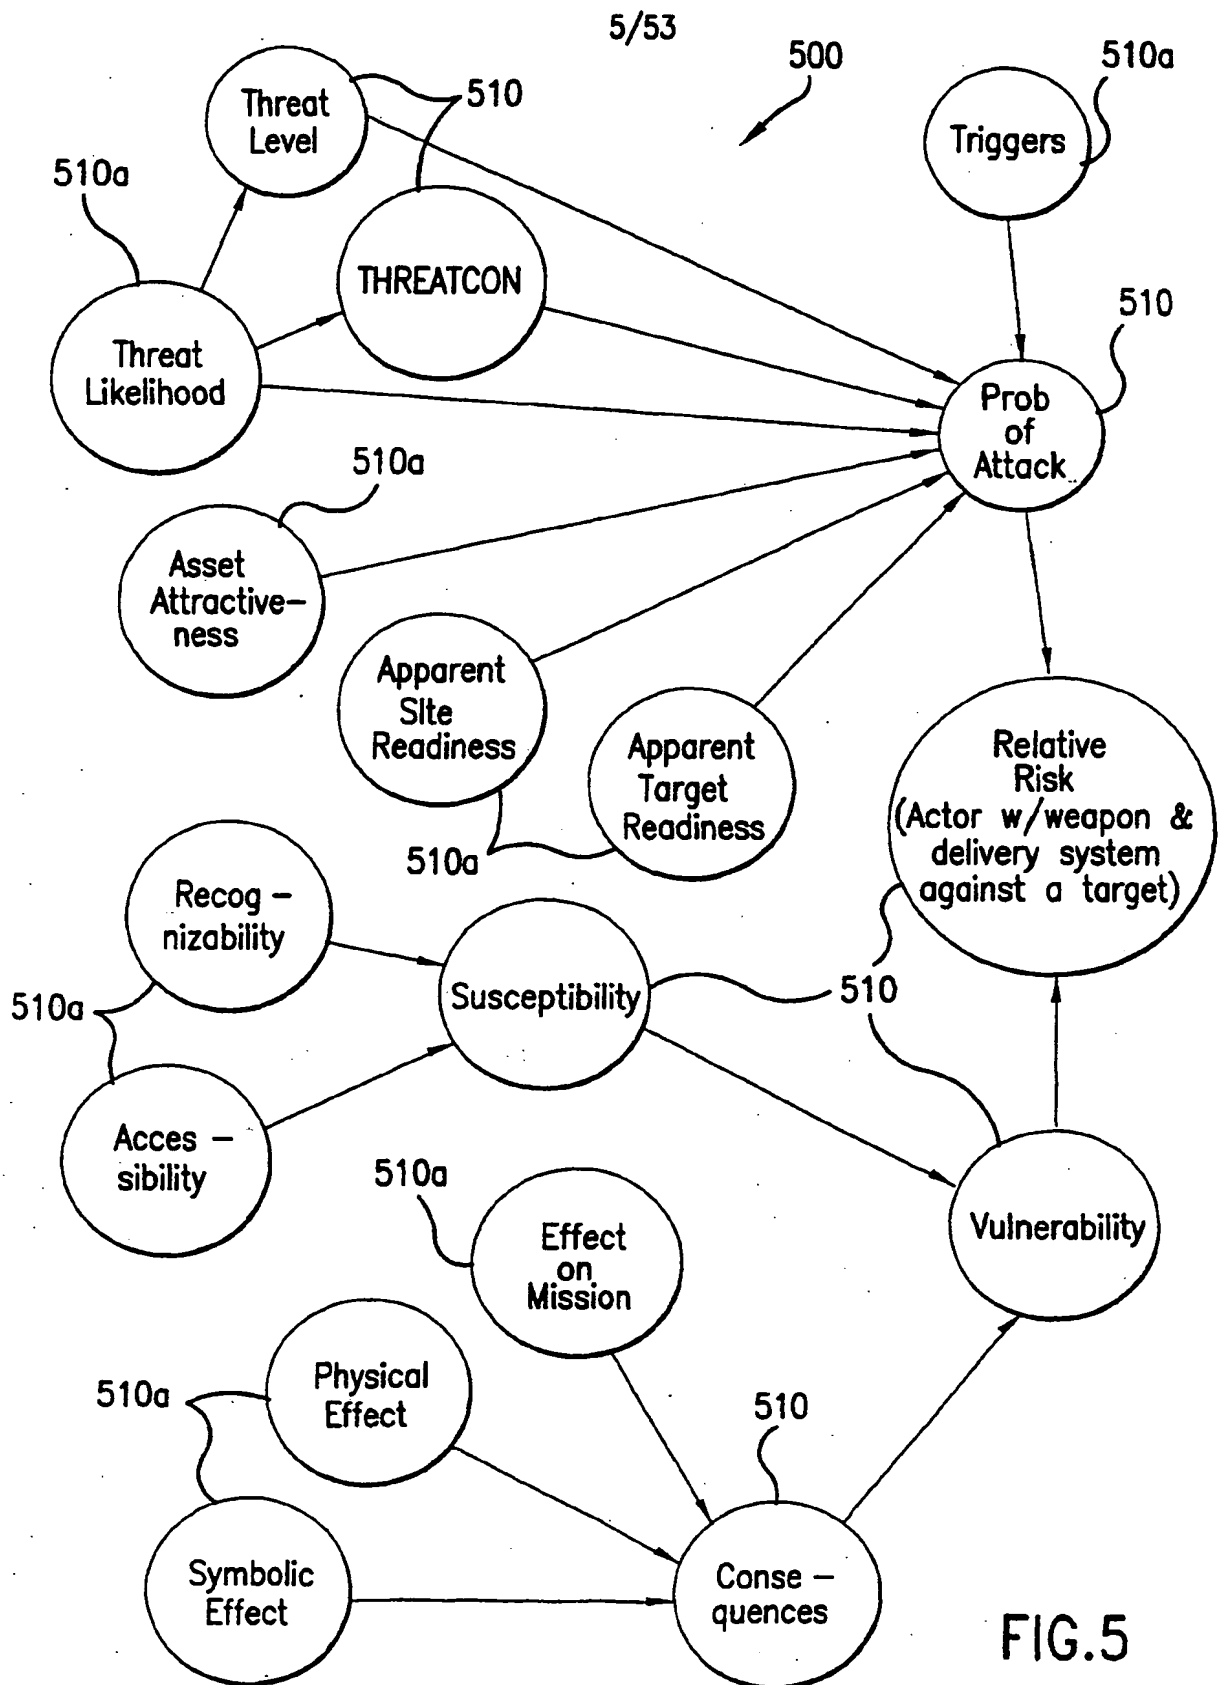 5/53
500
510a
Triggers
510
Threat
Level
510a
THREATCON
Threat
Likelihood
510
Prob
of
Attack
510a
Asset
Attractive-
ness
Apparent
SIte
Readiness
510a
Apparent
Target
Readiness
Relative
Risk
(Actor w/weapon &
delivery system
against a target)
Recog -
nizability
510a
Acces -
sibility
Susceptibility
510
Vulnerability
510a
Effect
on
Mission
510a
Physical
Effect
Symbolic
Effect
510
Conse -
quences
FIG.5